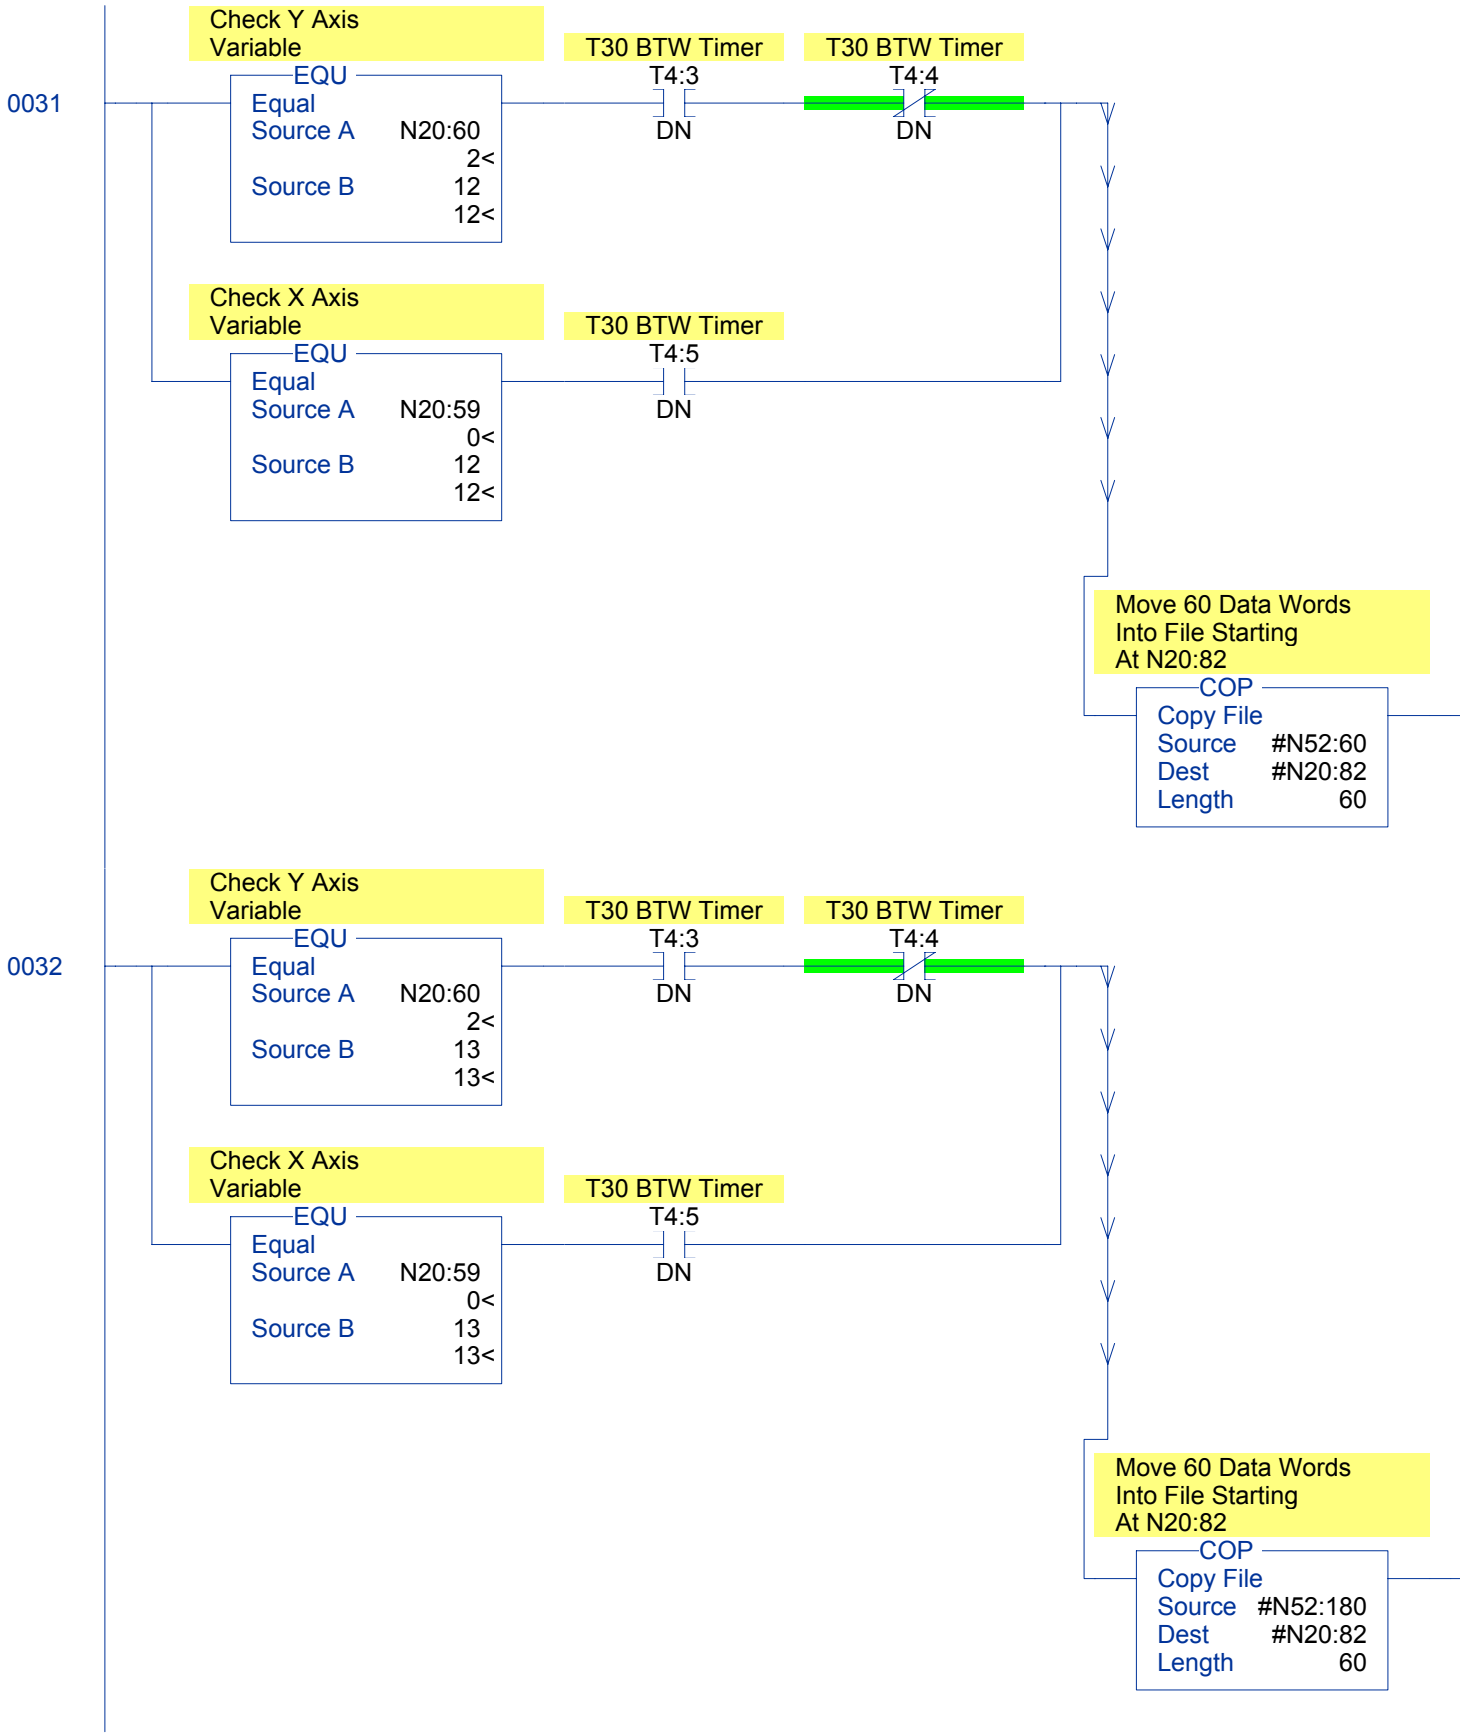 Check Y Axis
Variable
T30 BTW Timer
T30 BTW Timer
EQU
T4:3
T4:4
0031
Equal
DN
DN
Source A N20:60
2<
Source B 12
12<
Check X Axis
Variable
T30 BTW Timer
EQU
T4:5
Equal
DN
Source A N20:59
0<
Source B 12
12<
Move 60 Data Words
Into File Starting
At N20:82
COP
Copy File
Source #N52:60
Dest #N20:82
Length 60
Check Y Axis
Variable
T30 BTW Timer
T30 BTW Timer
EQU
T4:3
T4:4
0032
Equal
DN
DN
Source A N20:60
2<
Source B 13
13<
Check X Axis
Variable
T30 BTW Timer
EQU
T4:5
Equal
DN
Source A N20:59
0<
Source B 13
13<
Move 60 Data Words
Into File Starting
At N20:82
COP
Copy File
Source #N52:180
Dest #N20:82
Length 60